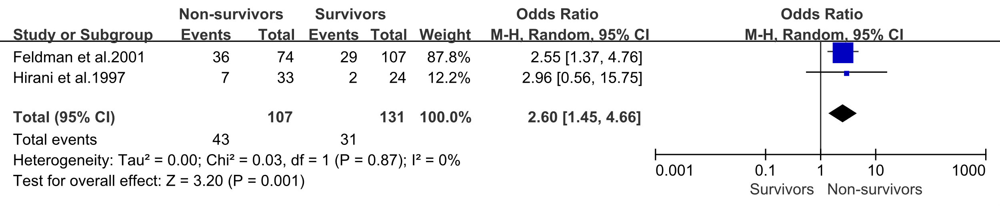 Non-survivors Survivors Odds Ratio Odds Ratio
Study or Subgroup Events Total Events Total Weight M-H, Random, 95% CI M-H, Random, 95% CI
Feldman et al.2001 36 74 29 107 87.8% 2.55 [1.37, 4.76]
Hirani et al.1997 7 33 2 24 12.2% 2.96 [0.56, 15.75]
Total (95% CI) 107 131 100.0% 2.60 [1.45, 4.66]
Total events 43 31
Heterogeneity: Tau² = 0.00; Chi² = 0.03, df = 1 (P = 0.87); I² = 0%
Test for overall effect: Z = 3.20 (P = 0.001)
0.001 0.1 1 10 1000
Survivors Non-survivors